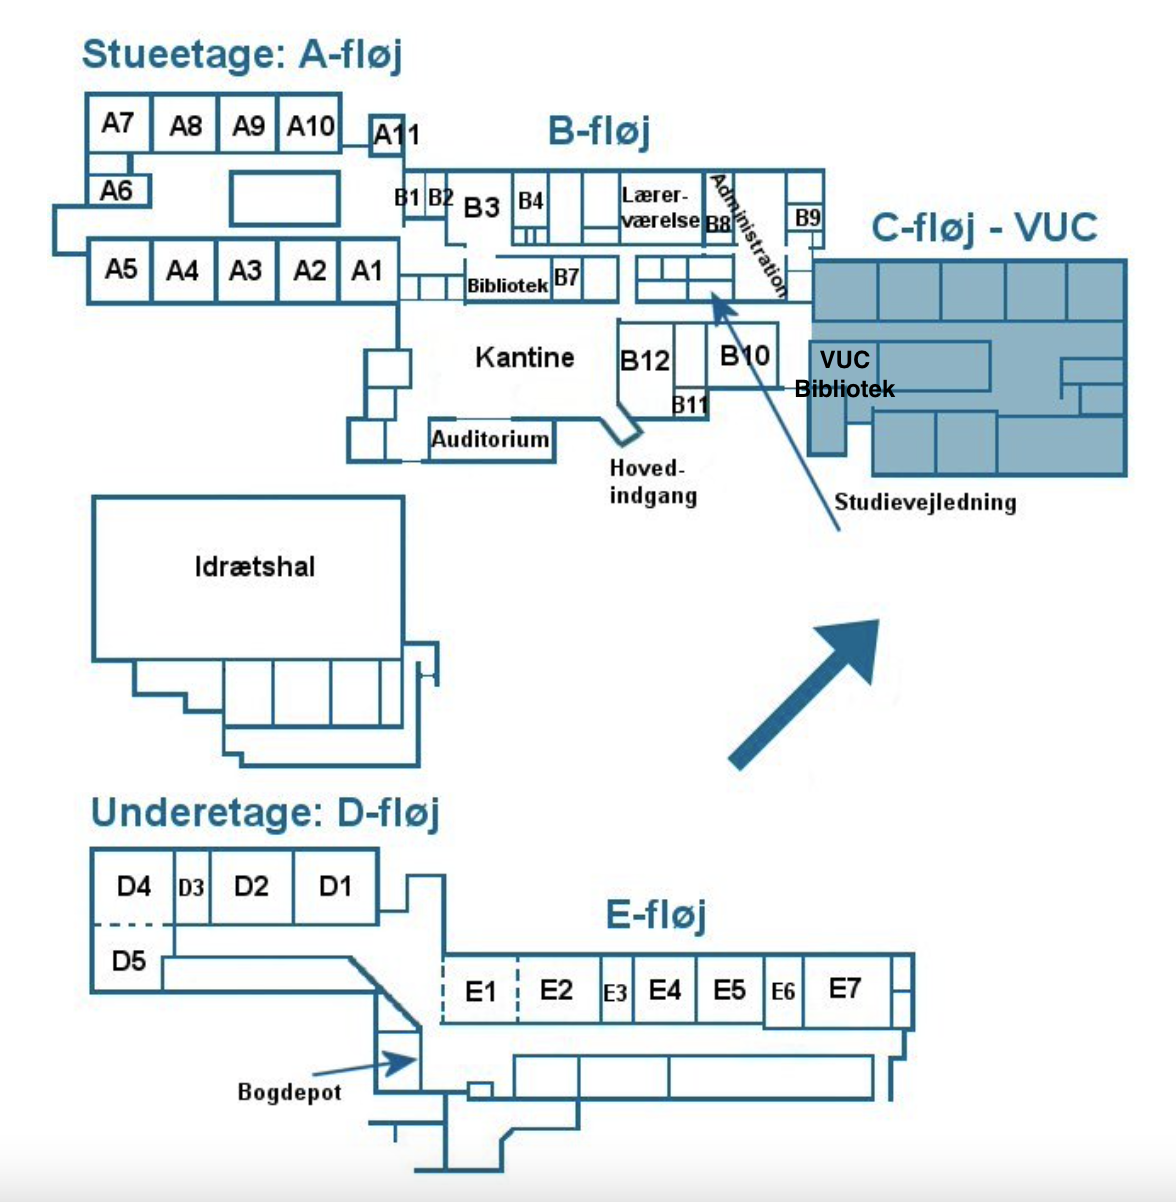 Stueetage: A-fløj
A7
A8
A9
A10
A11
B-fløj
A6
B1
B2
B3
B4
Lærer-
værelse
B8
Administration
B9
C-fløj - VUC
A5
A4
A3
A2
A1
Bibliotek
B7
Kantine
B12
B10
B11
VUC
Bibliotek
Auditorium
Hoved-
indgang
Studievejledning
Idrætshal
Underetage: D-fløj
D4
D3
D2
D1
D5
E-fløj
E1
E2
E3
E4
E5
E6
E7
Bogdepot